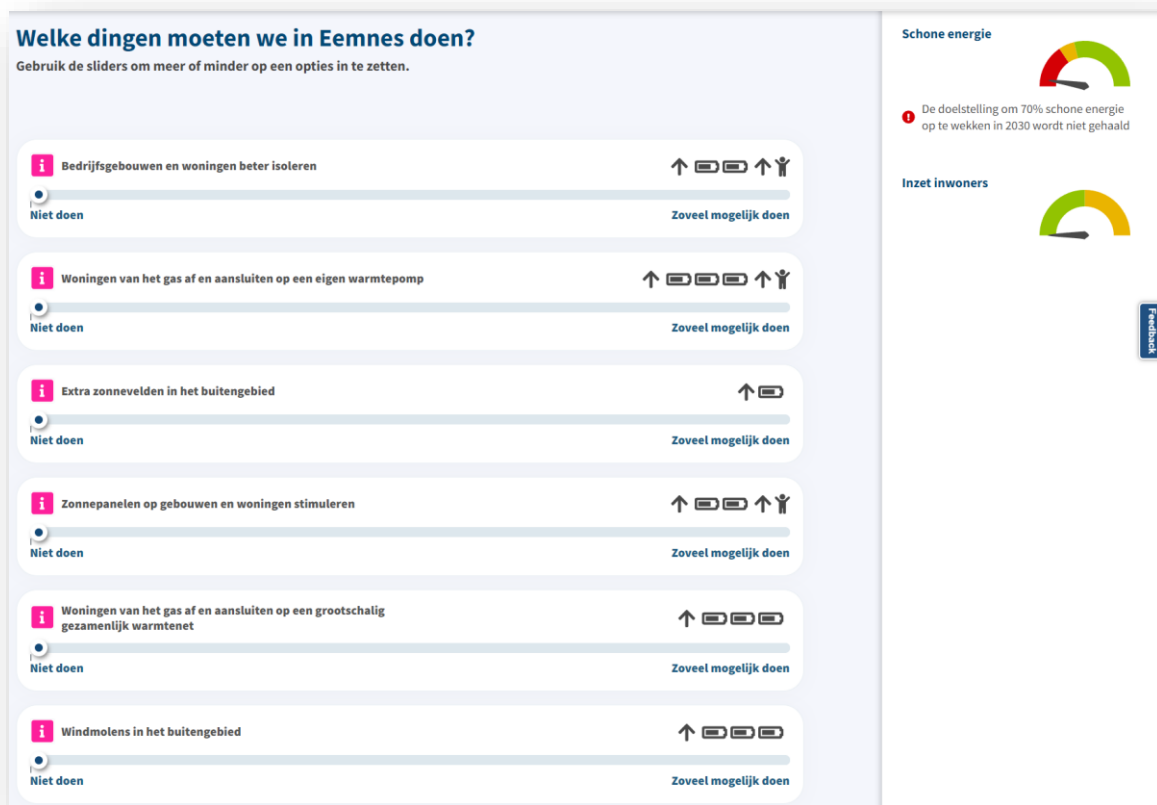 Welke dingen moeten we in Eemnes doen?
Gebruik de sliders om meer of minder op een opties in te zetten.
Bedrijfsgebouwen en woningen beter isoleren
Niet doen
Zoveel mogelijk doen
Woningen van het gas af en aansluiten op een eigen warmtepomp
Niet doen
Zoveel mogelijk doen
Extra zonnevelden in het buitengebied
Niet doen
Zoveel mogelijk doen
Zonnepanelen op gebouwen en woningen stimuleren
Niet doen
Zoveel mogelijk doen
Woningen van het gas af en aansluiten op een grootschalig
gezamenlijk warmtenet
Niet doen
Zoveel mogelijk doen
Windmolens in het buitengebied
Niet doen
Zoveel mogelijk doen
Schone energie
De doelstelling om 70% schone energie
op te wekken in 2030 wordt niet gehaald
Inzet inwoners
Feedback